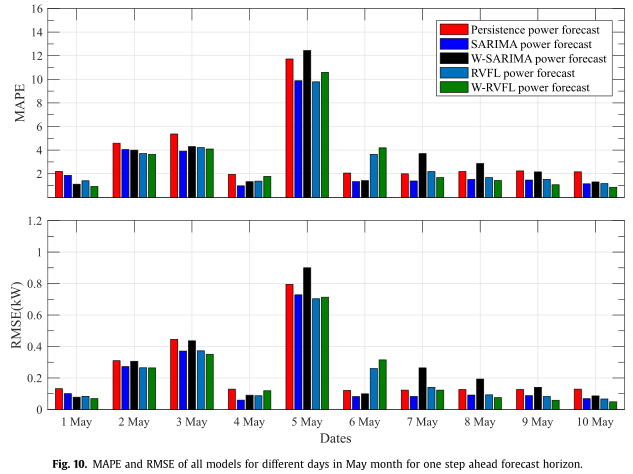 16
14
12
10
8
6
4
2
MAPE
Persistence power forecast
SARIMA power forecast
W-SARIMA power forecast
RVFL power forecast
W-RVFL power forecast
1.2
1
0.8
0.6
0.4
0.2
0
RMSE(kW)
1 May 2 May 3 May 4 May 5 May 6 May 7 May 8 May 9 May 10 May
Dates
Fig. 10. MAPE and RMSE of all models for different days in May month for one step ahead forecast horizon.